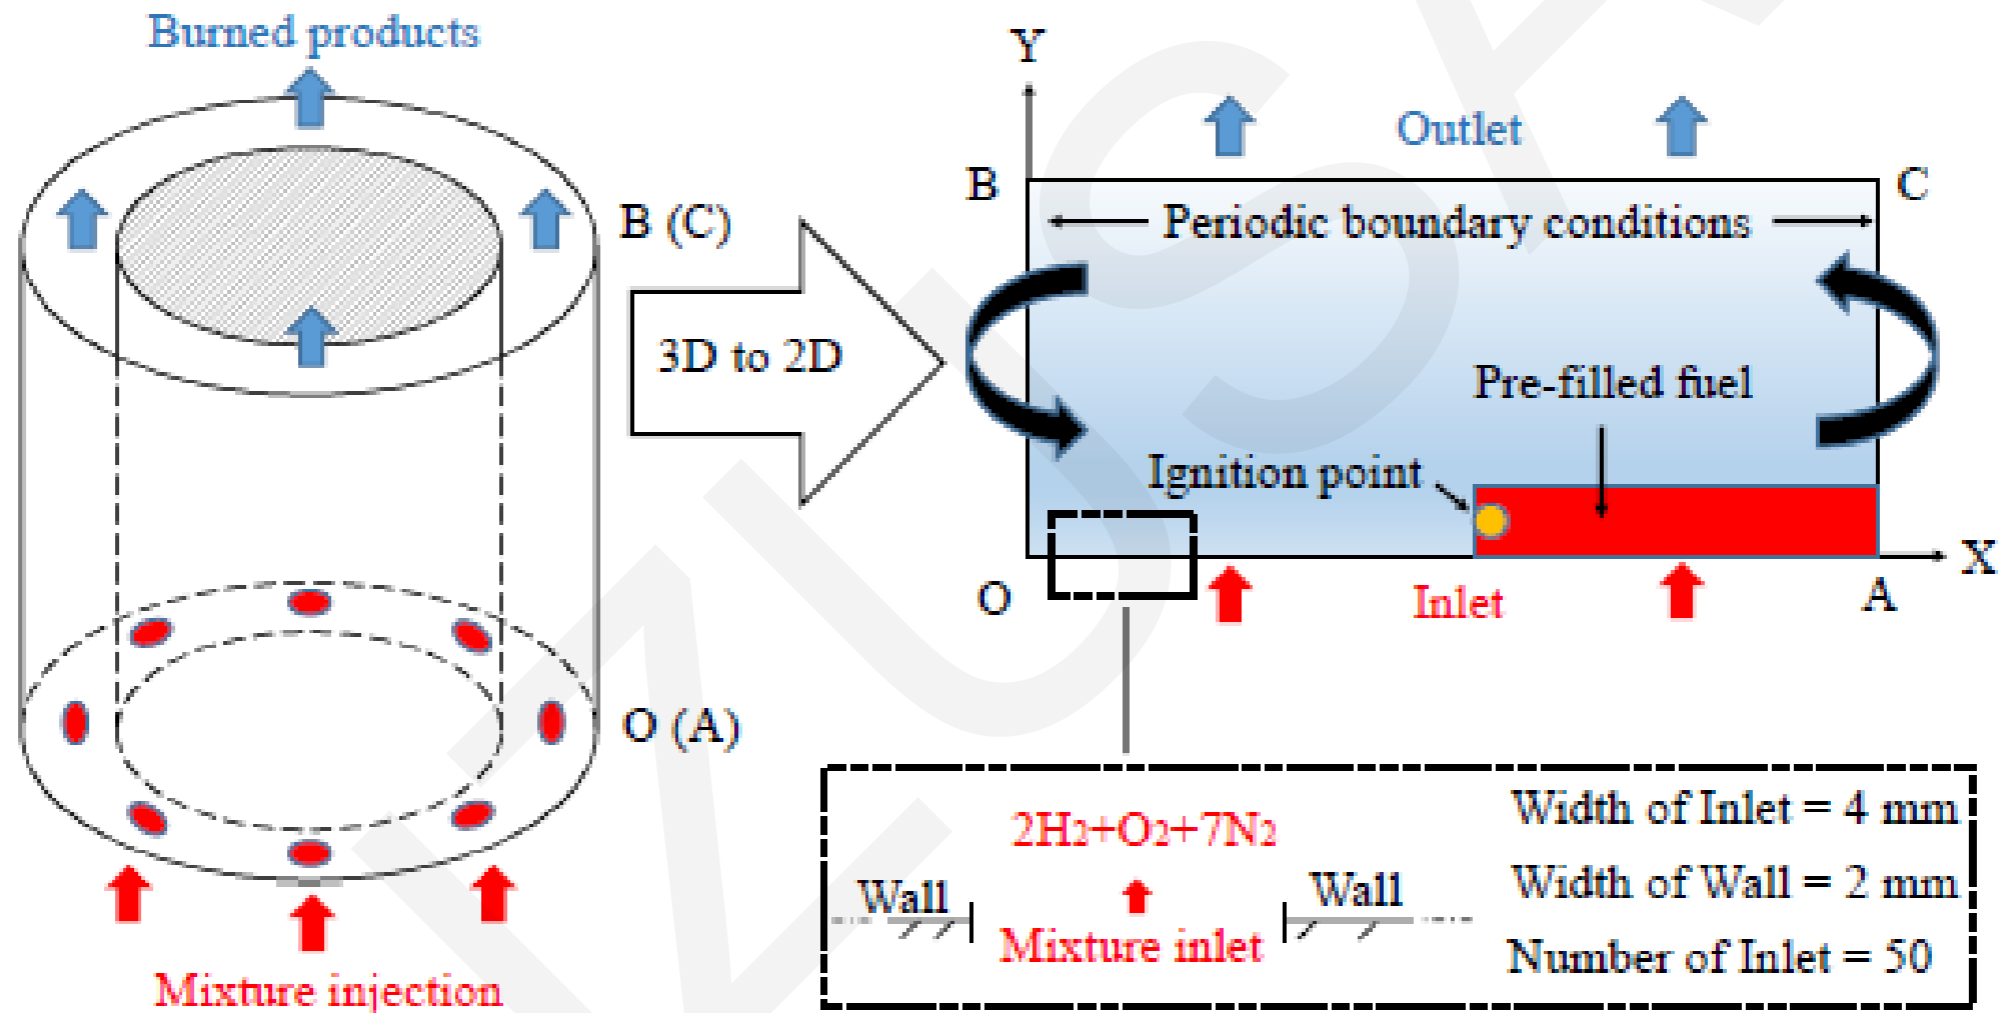 Burned products
B (C)
O (A)
Mixture injection
3D to 2D
Y
Outlet
B
C
Periodic boundary conditions
Pre-filled fuel
Ignition point
X
O
Inlet
A
2H2+O2+7N2
Wall
Wall
Mixture inlet
Width of Inlet = 4 mm
Width of Wall = 2 mm
Number of Inlet = 50